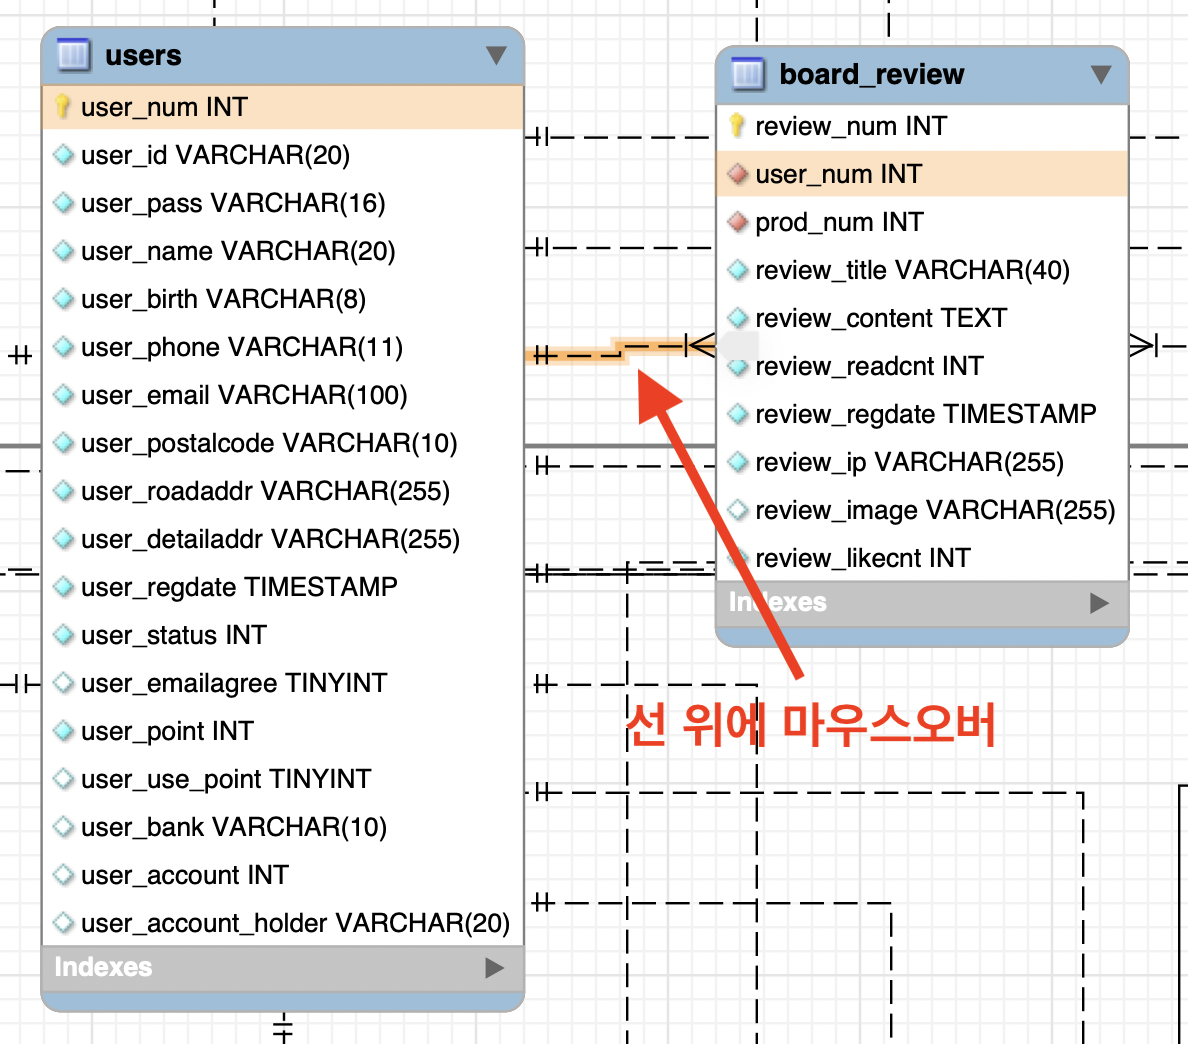 users
user_num INT
user_id VARCHAR(20)
user_pass VARCHAR(16)
user_name VARCHAR(20)
user_birth VARCHAR(8)
user_phone VARCHAR(11)
user_email VARCHAR(100)
user_postalcode VARCHAR(10)
user_roadaddr VARCHAR(255)
user_detailaddr VARCHAR(255)
user_regdate TIMESTAMP
user_status INT
user_emailagree TINYINT
user_point INT
user_use_point TINYINT
user_bank VARCHAR(10)
user_account INT
user_account_holder VARCHAR(20)
Indexes
board_review
review_num INT
user_num INT
prod_num INT
review_title VARCHAR(40)
review_content TEXT
review_readcnt INT
review_regdate TIMESTAMP
review_ip VARCHAR(255)
review_image VARCHAR(255)
review_likecnt INT
Indexes
선 위에 마우스오버